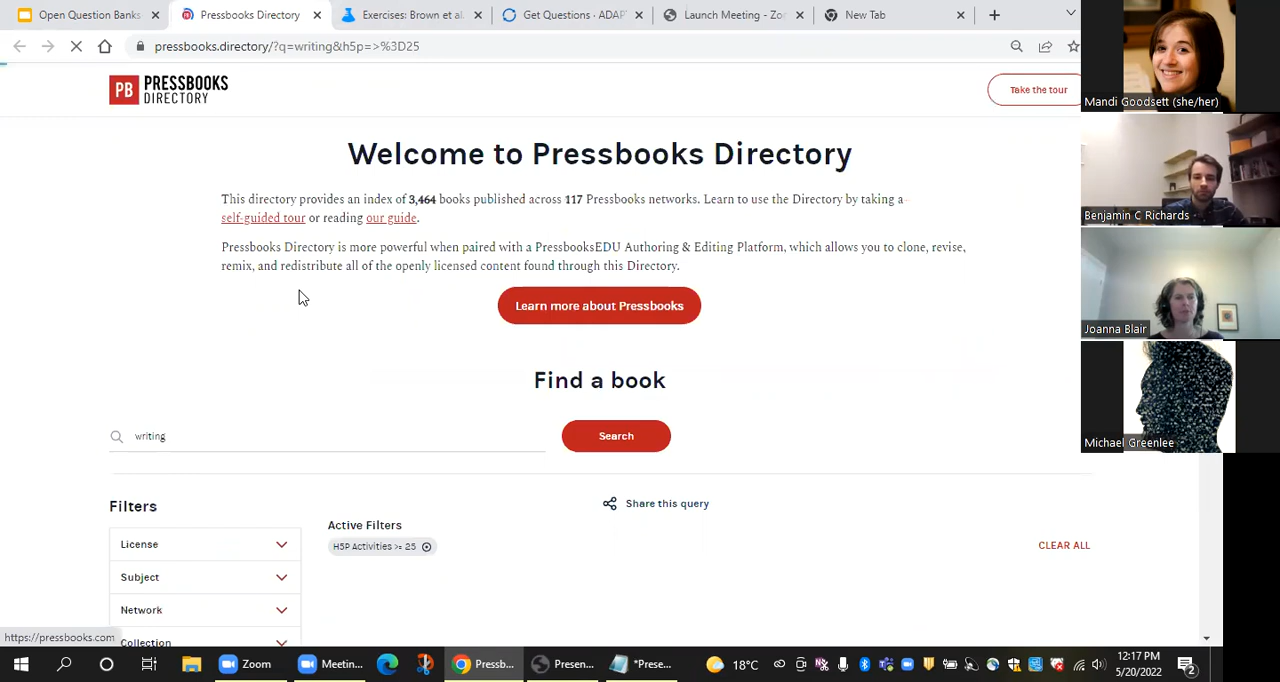 Open Question Banks
Pressbooks Directory
Exercises: Brown et al.
Get Questions - ADAP
Launch Meeting - Zo
New Tab
pressbooks.directory/?q=writing&h5p=>%3D25
PB PRESSBOOKS
DIRECTORY
Take the tour
Welcome to Pressbooks Directory
This directory provides an index of 3,464 books published across 117 Pressbooks networks. Learn to use the Directory by taking a
self-guided tour or reading our guide.
Pressbooks Directory is more powerful when paired with a PressbooksEDU Authoring & Editing Platform, which allows you to clone, revise,
remix, and redistribute all of the openly licensed content found through this Directory.
Learn more about Pressbooks
Find a book
writing
Search
Filters
Share this query
Active Filters
H5P Activities >= 25
CLEAR ALL
License
Subject
Network
Collection
https://pressbooks.com
Mandi Goodsett (she/her)
Benjamin C Richards
Joanna Blair
Michael Greenlee
Zoom
Meetin...
Pressb...
Presen...
*Prese...
18°C
12:17 PM
5/20/2022
2